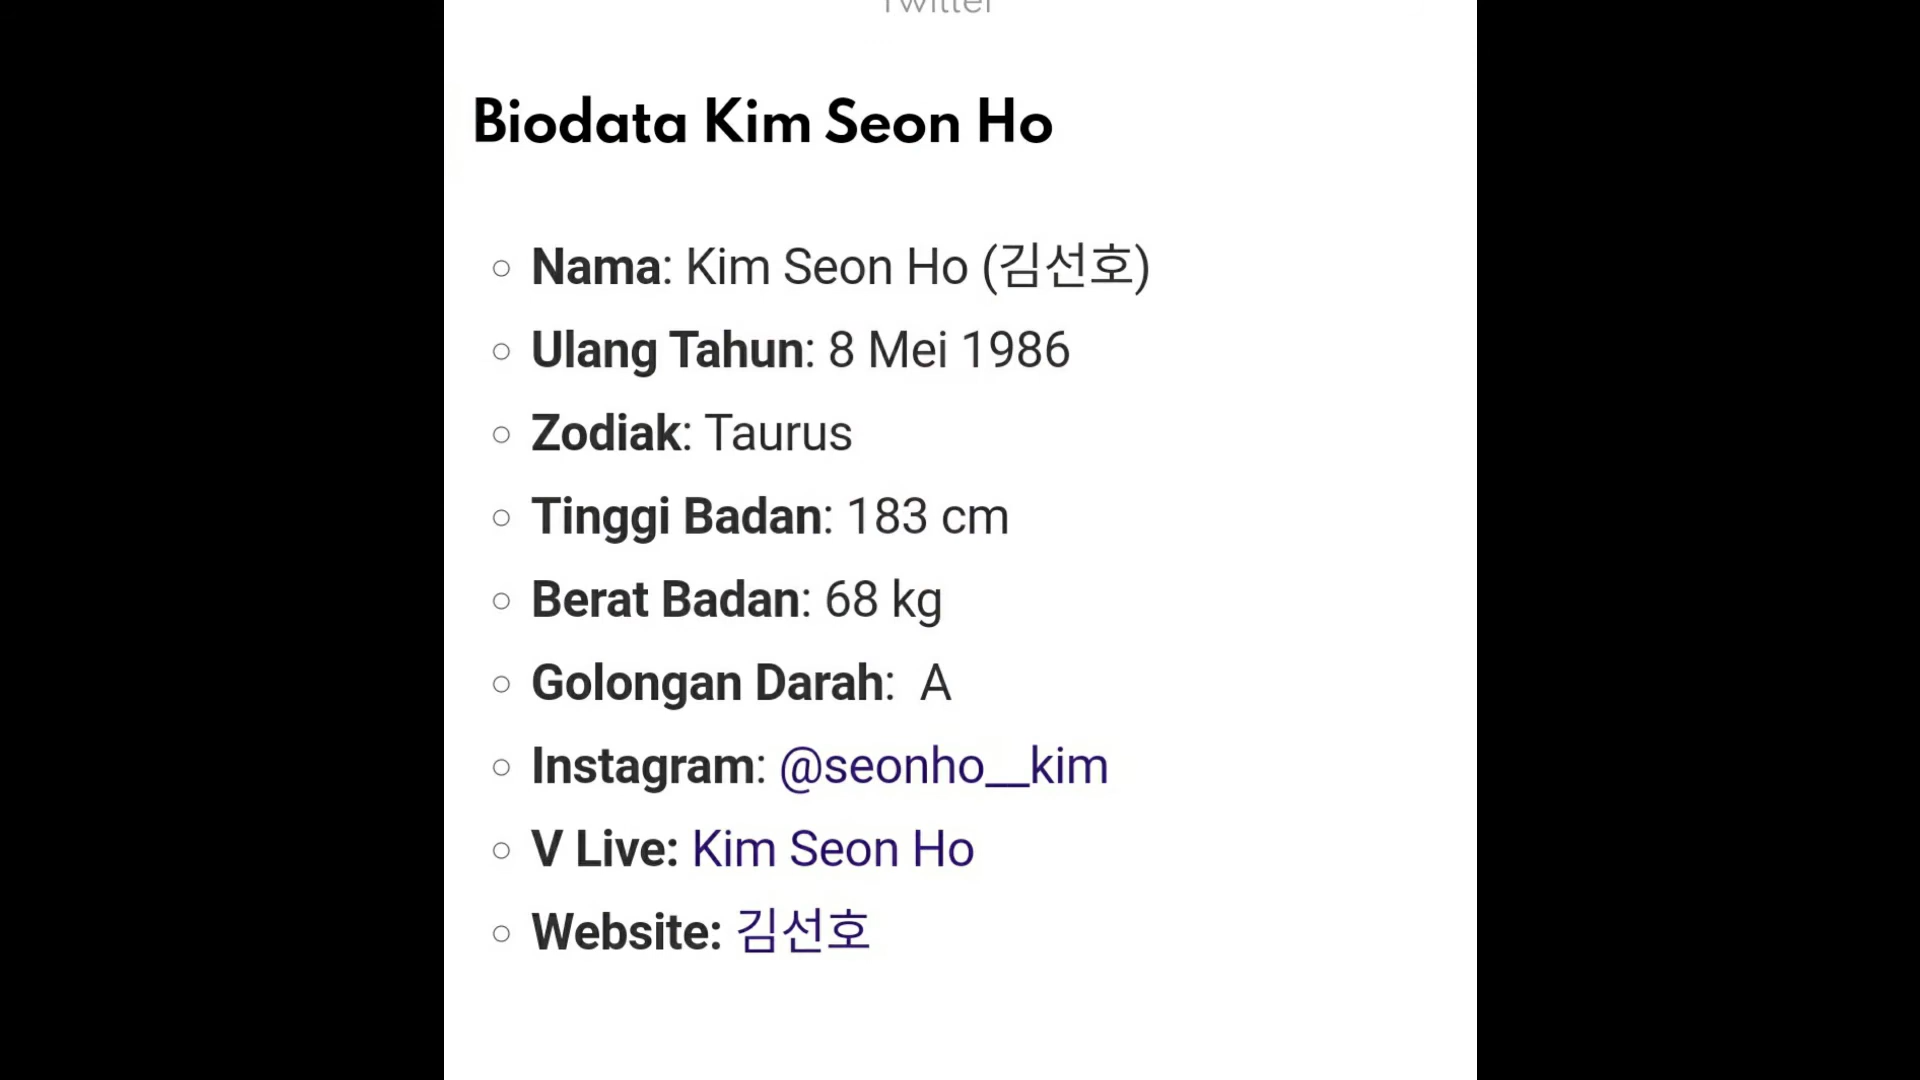 Twitter
Biodata Kim Seon Ho
Nama: Kim Seon Ho (김선호)
Ulang Tahun: 8 Mei 1986
Zodiak: Taurus
Tinggi Badan: 183 cm
Berat Badan: 68 kg
Golongan Darah:  A
Instagram: @seonho__kim
V Live: Kim Seon Ho
Website: 김선호